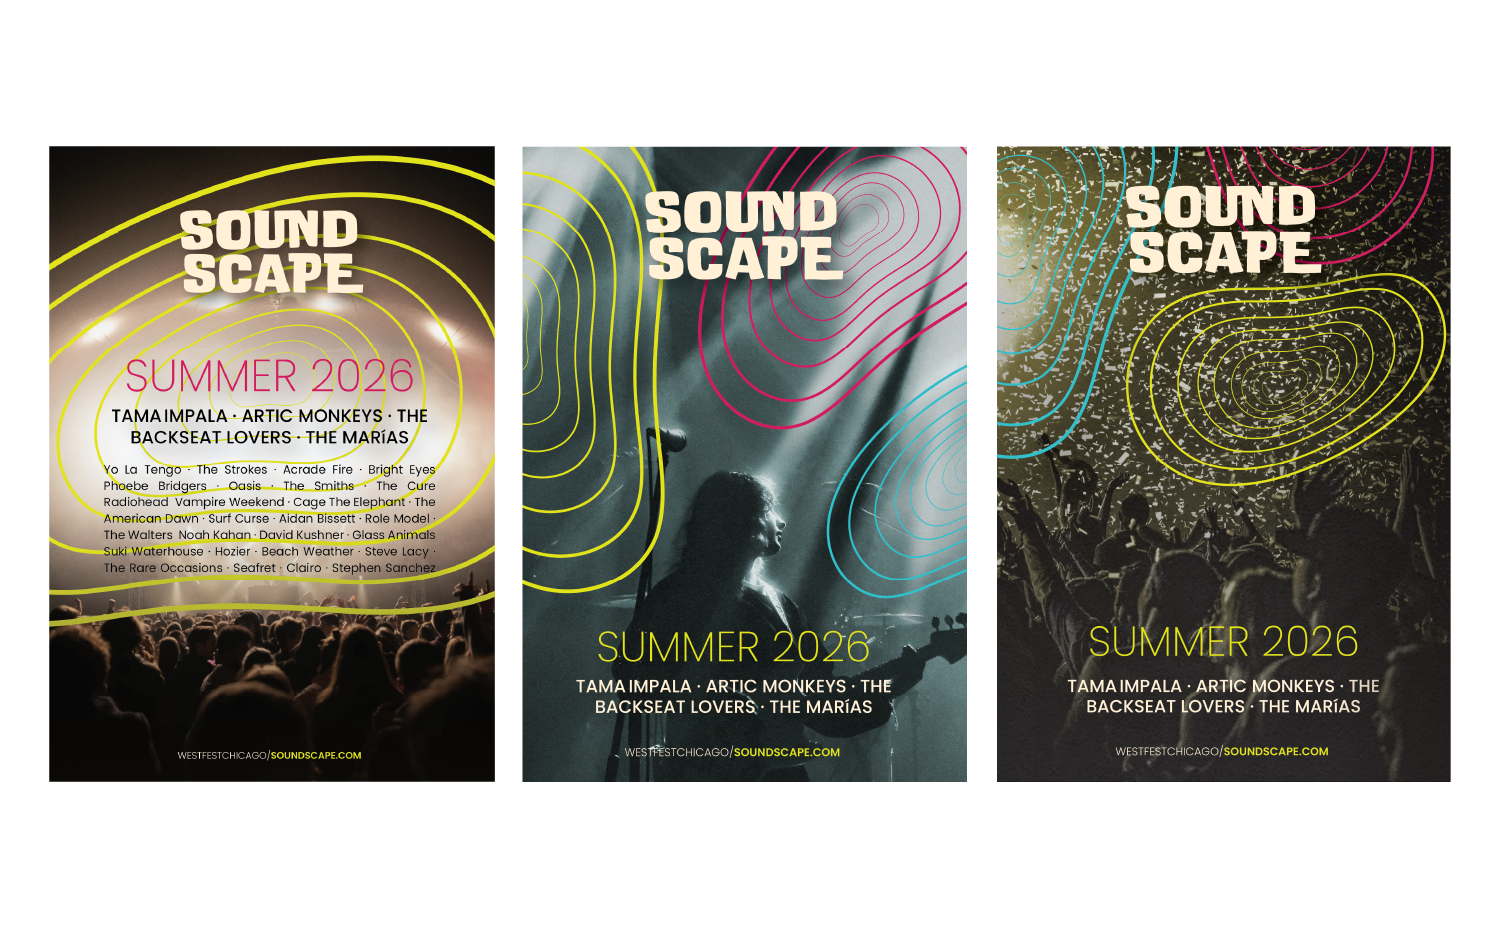 SOUND
SCAPE
SUMMER 2026
TAMA IMPALA · ARTIC MONKEYS · THE
BACKSEAT LOVERS · THE MARíAS
Yo La Tengo · The Strokes · Acrade Fire · Bright Eyes
Phoebe Bridgers · Oasis · The Smiths · The Cure
Radiohead Vampire Weekend · Cage The Elephant · The
American Dawn · Surf Curse · Aidan Bissett · Role Model ·
The Walters Noah Kahan · David Kushner · Glass Animals
Suki Waterhouse · Hozier · Beach Weather · Steve Lacy ·
The Rare Occasions · Seafret · Clairo · Stephen Sanchez
WESTFESTCHICAGO/SOUNDSCAPE.COM
SOUND
SCAPE
SUMMER 2026
TAMA IMPALA · ARTIC MONKEYS · THE
BACKSEAT LOVERS · THE MARíAS
WESTFESTCHICAGO/SOUNDSCAPE.COM
SOUND
SCAPE
SUMMER 2026
TAMA IMPALA · ARTIC MONKEYS · THE
BACKSEAT LOVERS · THE MARíAS
WESTFESTCHICAGO/SOUNDSCAPE.COM